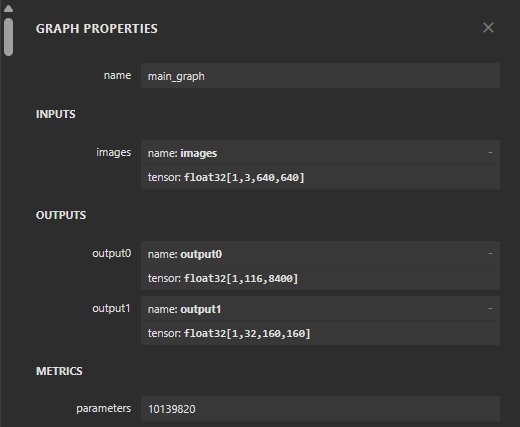 GRAPH PROPERTIES ×
name main_graph
INPUTS
images name: images -
tensor: float32[1,3,640,640]
OUTPUTS
output0 name: output0 -
tensor: float32[1,116,8400]
output1 name: output1 -
tensor: float32[1,32,160,160]
METRICS
parameters 10139820